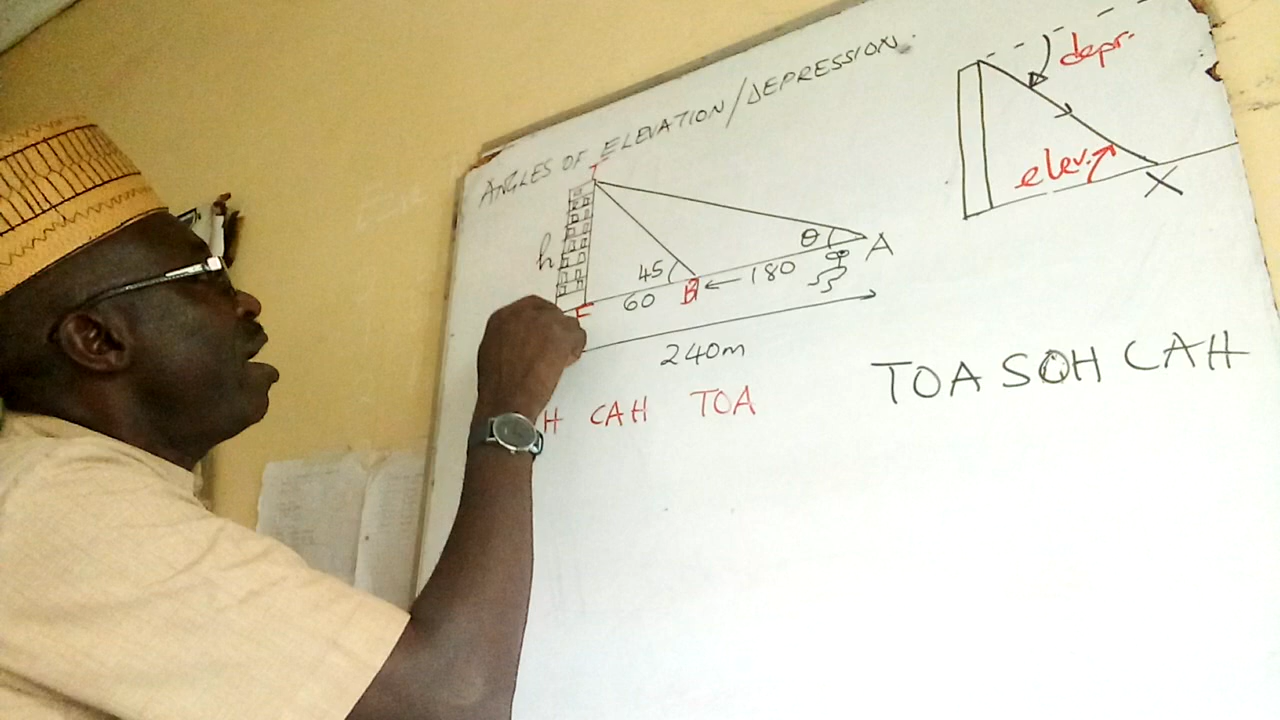 ANGLES OF ELEVATION/DEPRESSION.
depr.
elev.
X
T
h
45
θ
A
F
60
B
180
240m
H CAH TOA
TOA SOH CAH